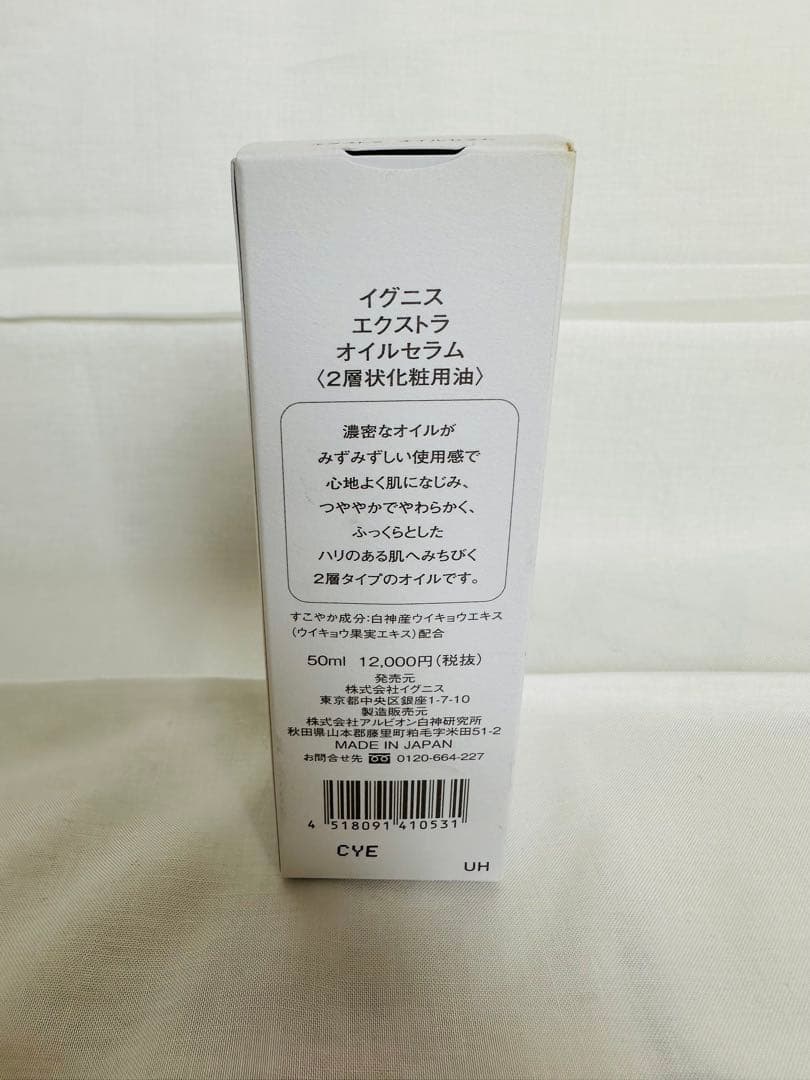 イグニス
エクストラ
オイルセラム
〈2層状化粧用油〉
濃密なオイルが
みずみずしい使用感で
心地よく肌になじみ、
つややかでやわらかく、
ふっくらとした
ハリのある肌へみちびく
2層タイプのオイルです。
すこやか成分:白神産ウイキョウエキス
(ウイキョウ果実エキス)配合
50ml 12,000円(税抜)
発売元
株式会社イグニス
東京都中央区銀座1-7-10
製造販売元
株式会社アルビオン白神研究所
秋田県山本郡藤里町粕毛字米田51-2
MADE IN JAPAN
お問合せ先 0120-664-227
4 518091 410531
CYE
UH